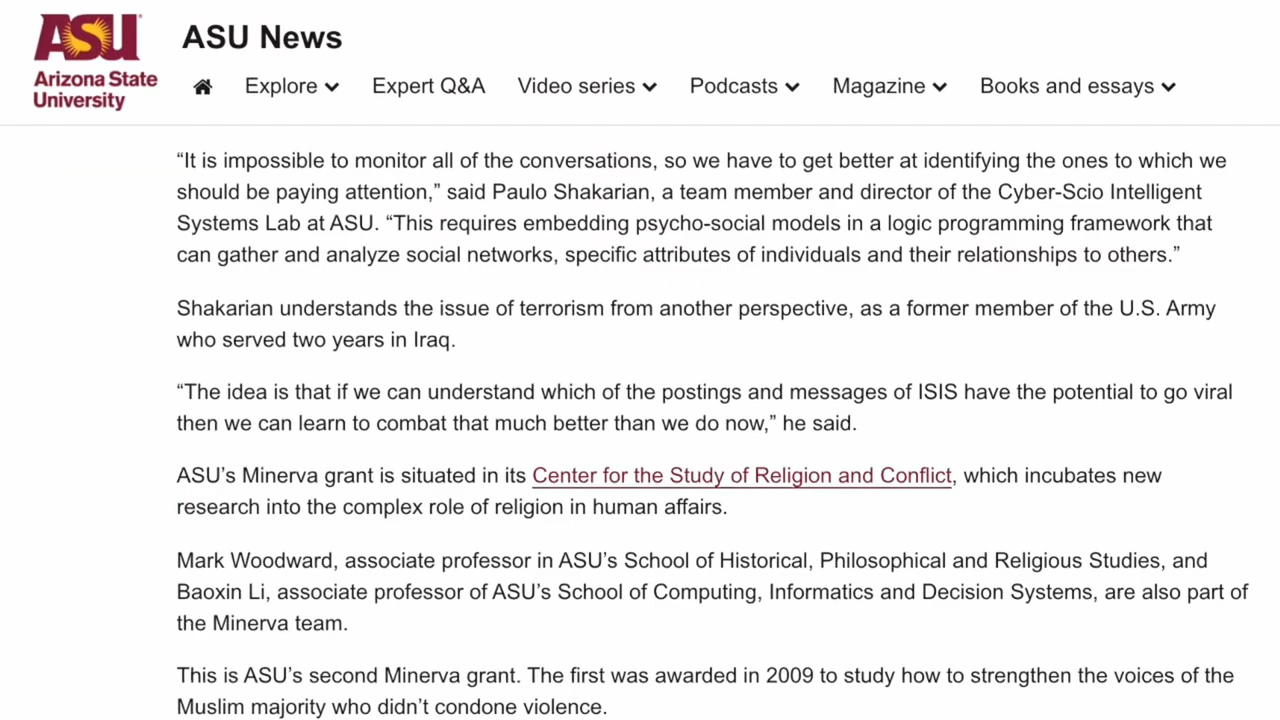 ASU
Arizona State
University
ASU News
Explore
Expert Q&A
Video series
Podcasts
Magazine
Books and essays
“It is impossible to monitor all of the conversations, so we have to get better at identifying the ones to which we
should be paying attention,” said Paulo Shakarian, a team member and director of the Cyber-Scio Intelligent
Systems Lab at ASU. “This requires embedding psycho-social models in a logic programming framework that
can gather and analyze social networks, specific attributes of individuals and their relationships to others.”
Shakarian understands the issue of terrorism from another perspective, as a former member of the U.S. Army
who served two years in Iraq.
“The idea is that if we can understand which of the postings and messages of ISIS have the potential to go viral
then we can learn to combat that much better than we do now,” he said.
ASU’s Minerva grant is situated in its Center for the Study of Religion and Conflict, which incubates new
research into the complex role of religion in human affairs.
Mark Woodward, associate professor in ASU’s School of Historical, Philosophical and Religious Studies, and
Baoxin Li, associate professor of ASU’s School of Computing, Informatics and Decision Systems, are also part of
the Minerva team.
This is ASU’s second Minerva grant. The first was awarded in 2009 to study how to strengthen the voices of the
Muslim majority who didn’t condone violence.